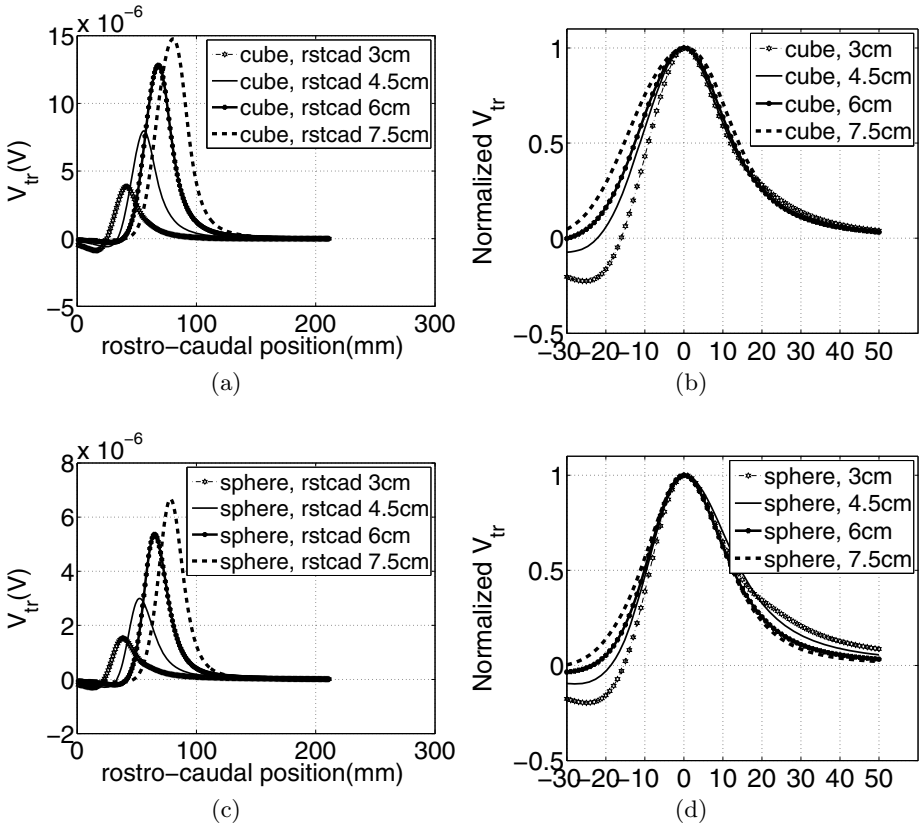 x 10⁻⁶
15
10
5
0
−5
V_tr(V)
cube, rstcad 3cm
cube, rstcad 4.5cm
cube, rstcad 6cm
cube, rstcad 7.5cm
0 100 200 300
rostro−caudal position(mm)
(a)
1
0.5
0
−0.5
Normalized V_tr
cube, 3cm
cube, 4.5cm
cube, 6cm
cube, 7.5cm
−30−20−10 0 10 20 30 40 50
(b)
x 10⁻⁶
8
6
4
2
0
−2
V_tr(V)
sphere, rstcad 3cm
sphere, rstcad 4.5cm
sphere, rstcad 6cm
sphere, rstcad 7.5cm
0 100 200 300
rostro−caudal position(mm)
(c)
1
0.5
0
−0.5
Normalized V_tr
sphere, 3cm
sphere, 4.5cm
sphere, 6cm
sphere, 7.5cm
−30−20−10 0 10 20 30 40 50
(d)